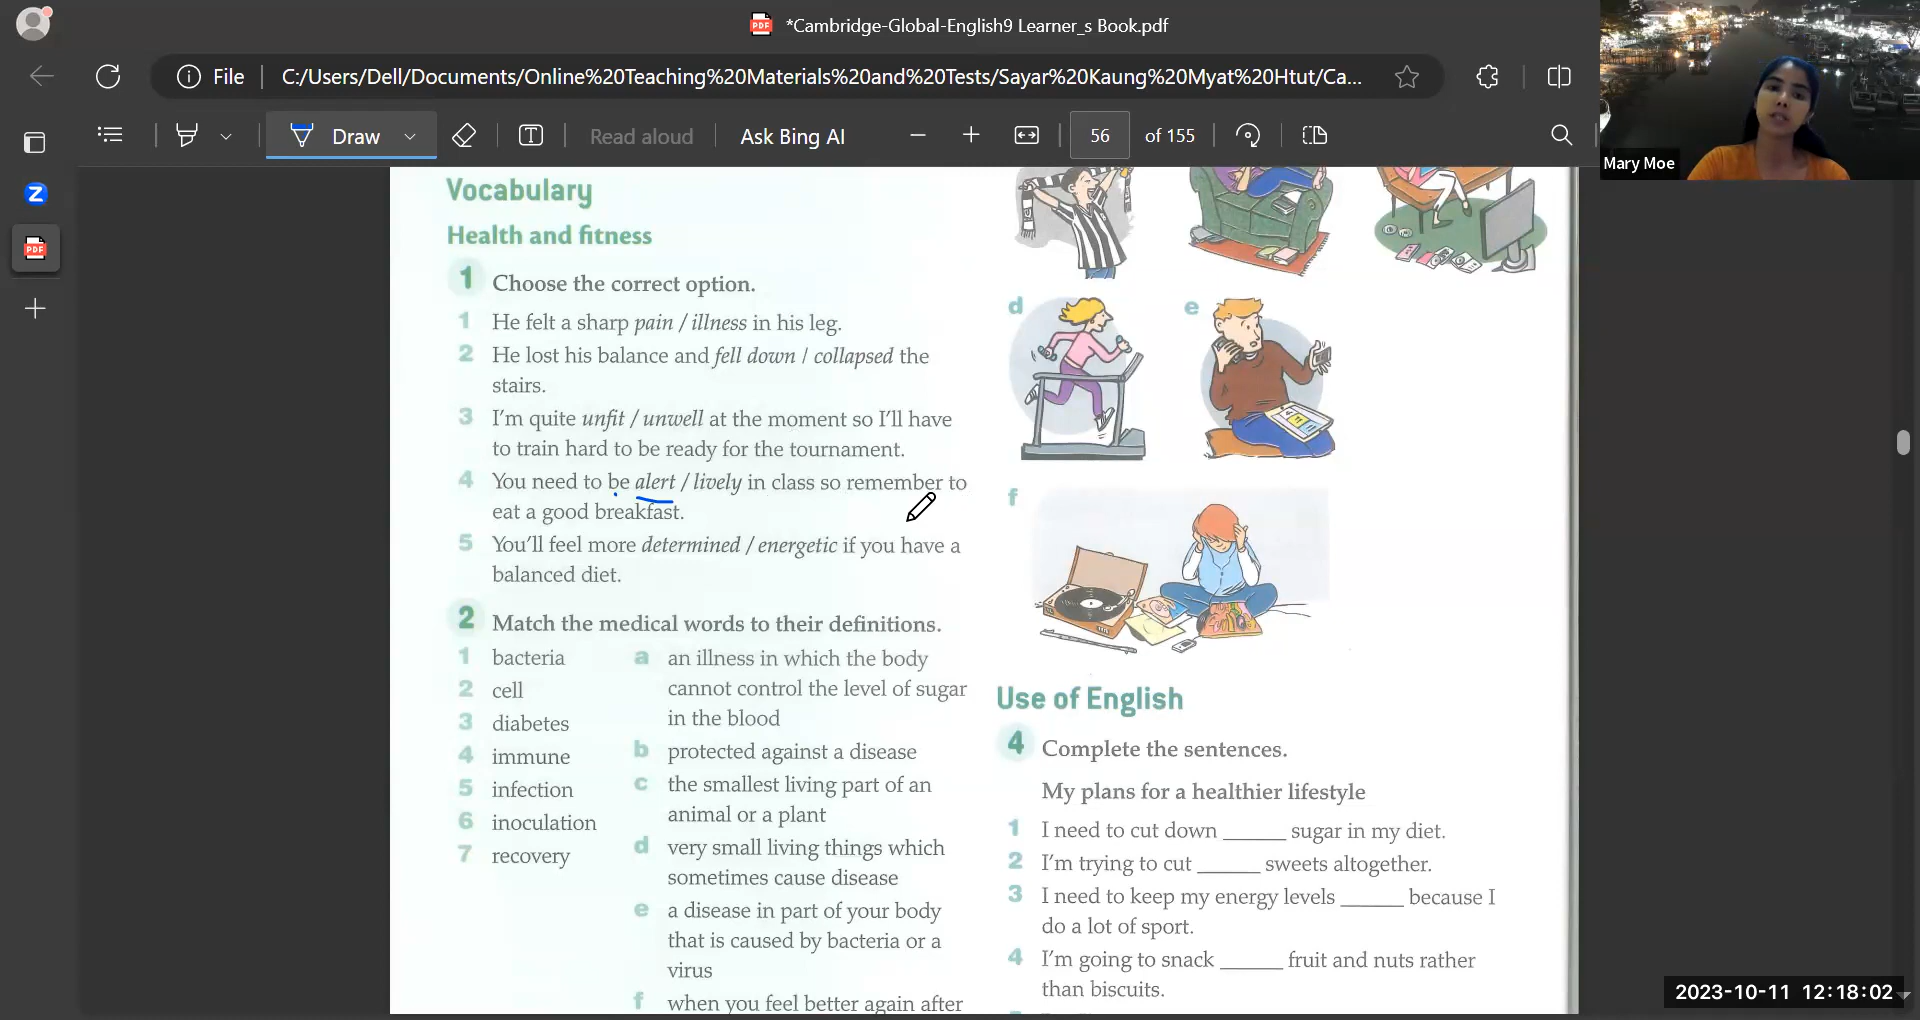 *Cambridge-Global-English9 Learner_s Book.pdf
File
C:/Users/Dell/Documents/Online%20Teaching%20Materials%20and%20Tests/Sayar%20Kaung%20Myat%20Htut/Ca...
Draw
Read aloud
Ask Bing AI
56
of 155
Mary Moe
Z
PDF
PDF
Vocabulary
Health and fitness
1 Choose the correct option.
1 He felt a sharp pain / illness in his leg.
2 He lost his balance and fell down / collapsed the
stairs.
3 I'm quite unfit / unwell at the moment so I'll have
to train hard to be ready for the tournament.
4 You need to be alert / lively in class so remember to
eat a good breakfast.
5 You'll feel more determined / energetic if you have a
balanced diet.
2 Match the medical words to their definitions.
1 bacteria
2 cell
3 diabetes
4 immune
5 infection
6 inoculation
7 recovery
a an illness in which the body
cannot control the level of sugar
in the blood
b protected against a disease
c the smallest living part of an
animal or a plant
d very small living things which
sometimes cause disease
e a disease in part of your body
that is caused by bacteria or a
virus
f when you feel better again after
d
e
f
Use of English
4 Complete the sentences.
My plans for a healthier lifestyle
1 I need to cut down ______ sugar in my diet.
2 I'm trying to cut ______ sweets altogether.
3 I need to keep my energy levels ______ because I
do a lot of sport.
4 I'm going to snack ______ fruit and nuts rather
than biscuits.
2023-10-11 12:18:02